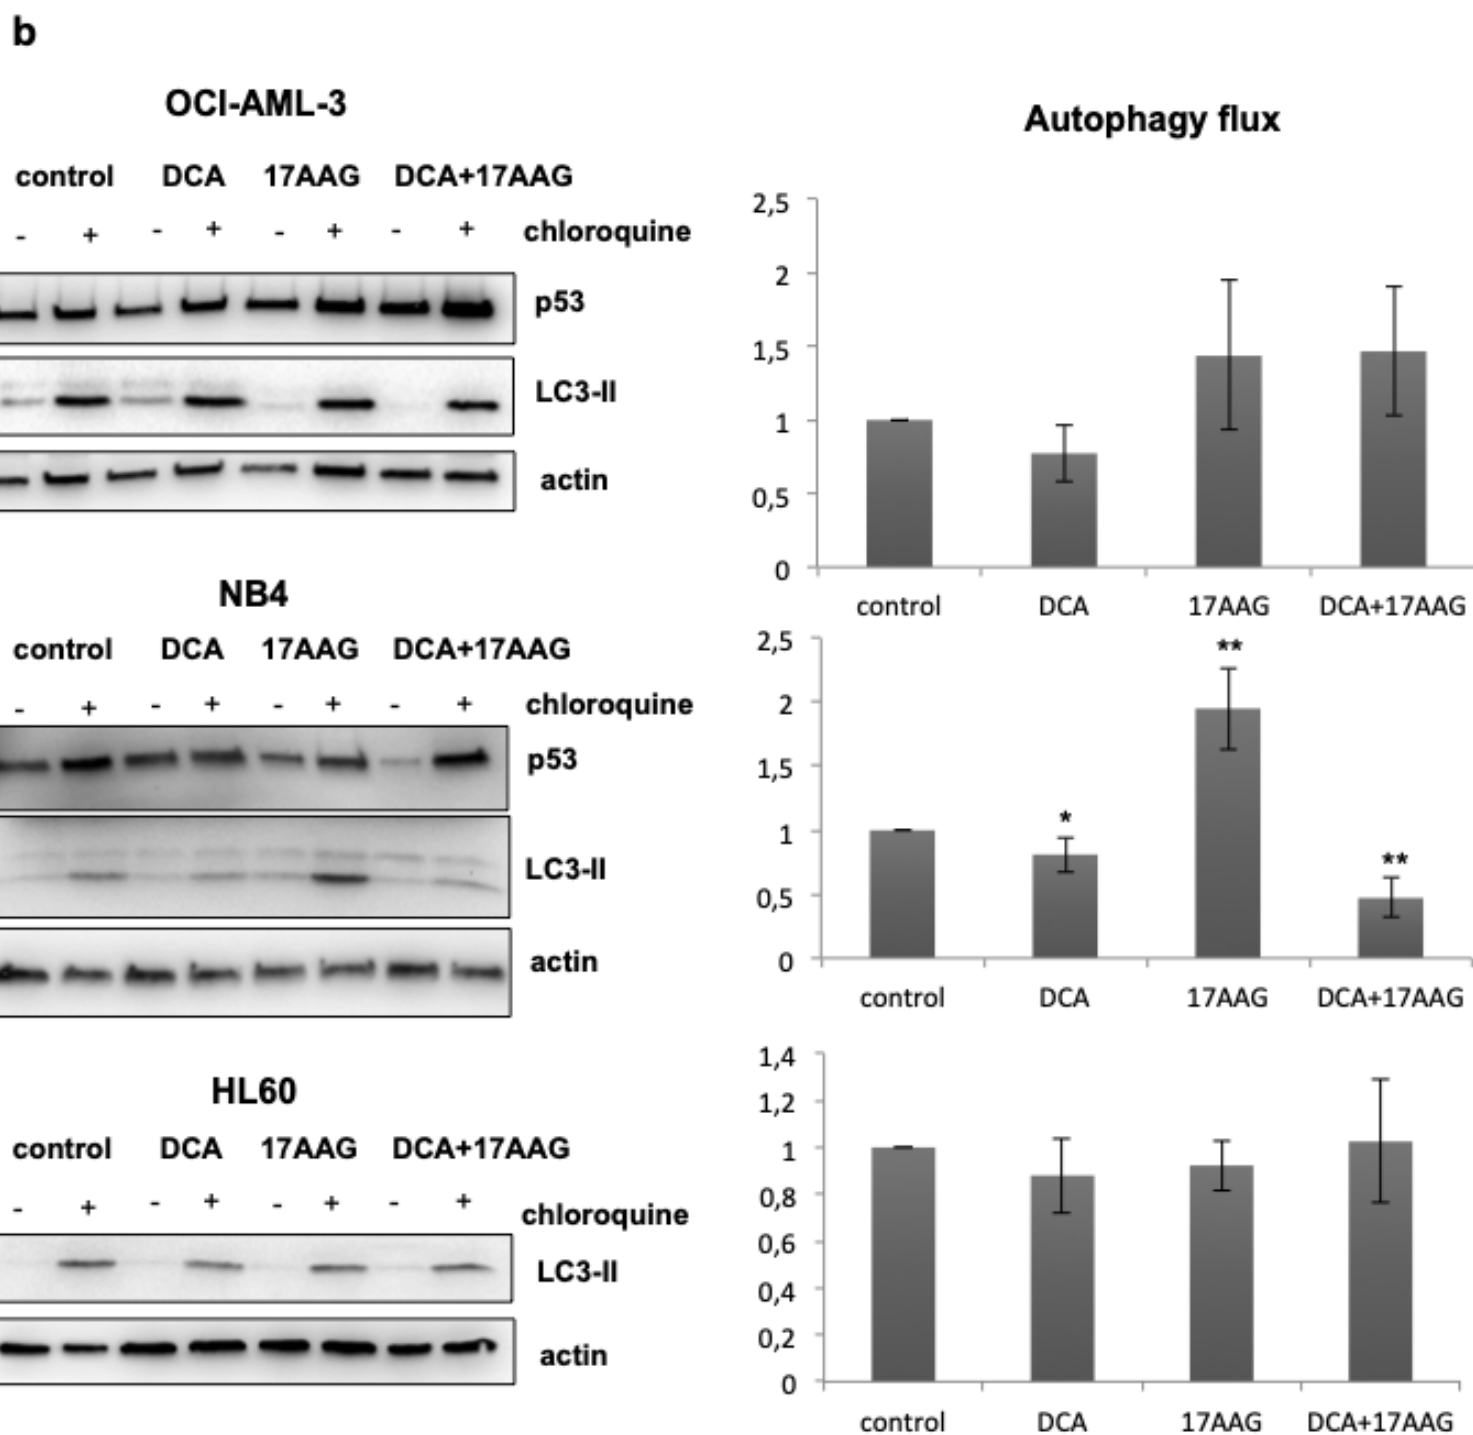 b
OCI-AML-3
control DCA 17AAG DCA+17AAG
- + - + - + - + chloroquine
p53
LC3-II
actin
Autophagy flux
2,5
2
1,5
1
0,5
0
control DCA 17AAG DCA+17AAG
NB4
control DCA 17AAG DCA+17AAG
- + - + - + - + chloroquine
p53
LC3-II
actin
2,5
2
1,5
1
0,5
0
* ** **
control DCA 17AAG DCA+17AAG
HL60
control DCA 17AAG DCA+17AAG
- + - + - + - + chloroquine
LC3-II
actin
1,4
1,2
1
0,8
0,6
0,4
0,2
0
control DCA 17AAG DCA+17AAG